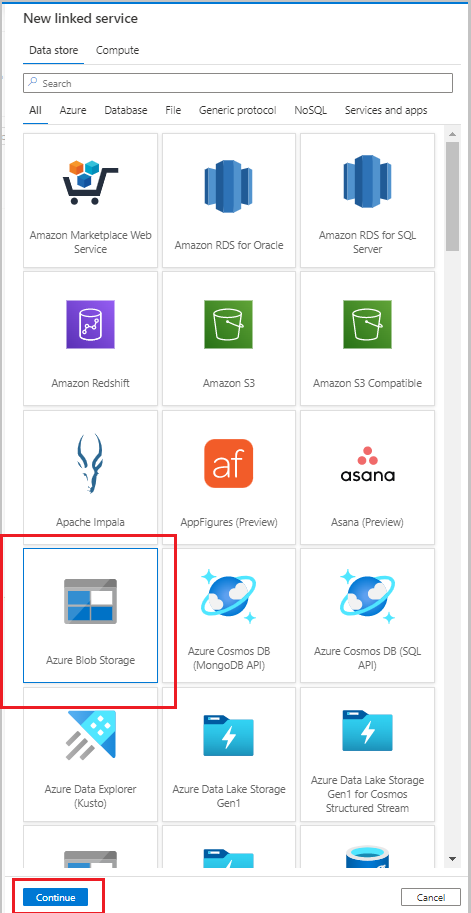 New linked service
Data store Compute
Search
All Azure Database File Generic protocol NoSQL Services and apps
Amazon Marketplace Web
Service
Amazon RDS for Oracle
Amazon RDS for SQL
Server
Amazon Redshift
Amazon S3
Amazon S3 Compatible
Apache Impala
af
AppFigures (Preview)
asana
Asana (Preview)
Azure Blob Storage
Azure Cosmos DB
(MongoDB API)
Azure Cosmos DB (SQL
API)
Azure Data Explorer
(Kusto)
Azure Data Lake Storage
Gen1
Azure Data Lake Storage
Gen1 for Cosmos
Structured Stream
Continue Cancel